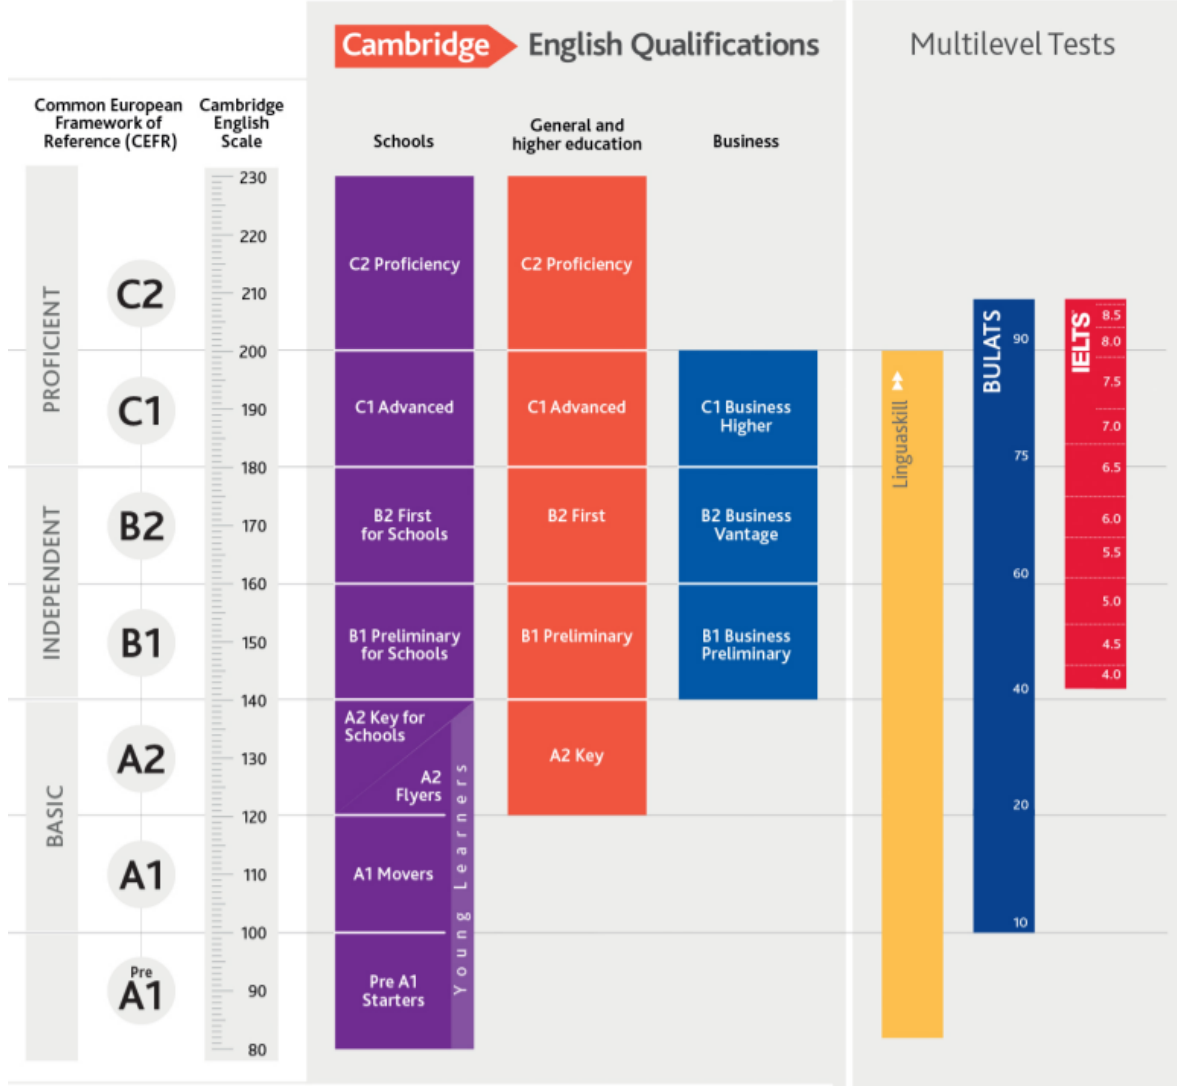 Cambridge English Qualifications
Multilevel Tests
Common European
Framework of
Reference (CEFR)
Cambridge
English
Scale
Schools
General and
higher education
Business
PROFICIENT
INDEPENDENT
BASIC
C2
C1
B2
B1
A2
A1
Pre
A1
230
220
210
200
190
180
170
160
150
140
130
120
110
100
90
80
C2 Proficiency
C1 Advanced
B2 First
for Schools
B1 Preliminary
for Schools
A2 Key for
Schools
A2
Flyers
A1 Movers
Pre A1
Starters
Young Learners
C2 Proficiency
C1 Advanced
B2 First
B1 Preliminary
A2 Key
C1 Business
Higher
B2 Business
Vantage
B1 Business
Preliminary
Linguaskill
BULATS
90
75
60
40
20
10
IELTS
8.5
8.0
7.5
7.0
6.5
6.0
5.5
5.0
4.5
4.0